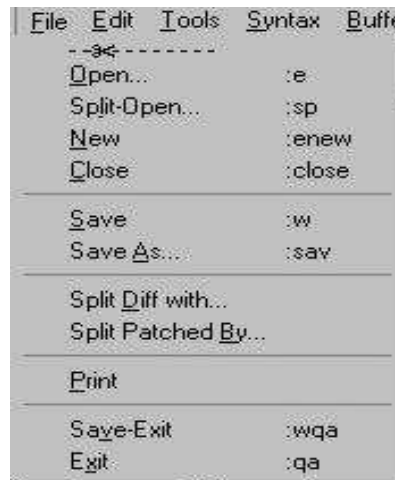 File Edit Tools Syntax Buffe
Open... :e
Split-Open... :sp
New :enew
Close :close
Save :w
Save As... :sav
Split Diff with...
Split Patched By...
Print
Save-Exit :wqa
Exit :qa